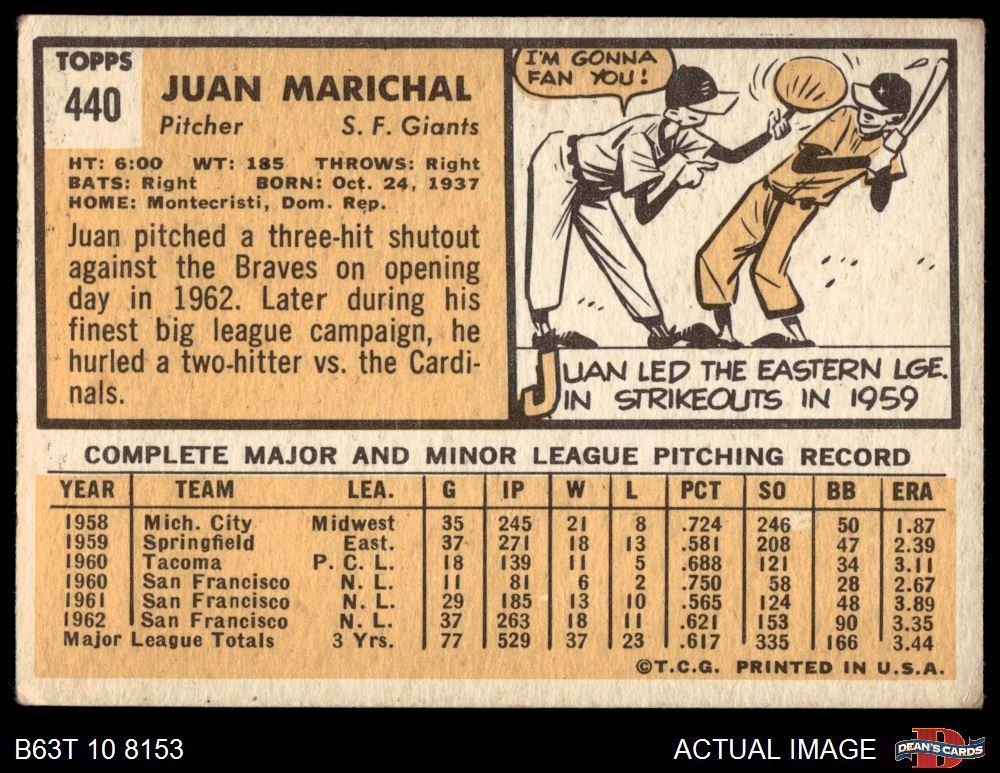 TOPPS
440
JUAN MARICHAL
Pitcher S. F. Giants
HT: 6:00 WT: 185 THROWS: Right
BATS: Right BORN: Oct. 24, 1937
HOME: Montecristi, Dom. Rep.
Juan pitched a three-hit shutout
against the Braves on opening
day in 1962. Later during his
finest big league campaign, he
hurled a two-hitter vs. the Cardi-
nals.
I'M GONNA
FAN YOU!
JUAN LED THE EASTERN LGE.
IN STRIKEOUTS IN 1959
COMPLETE MAJOR AND MINOR LEAGUE PITCHING RECORD
YEAR TEAM LEA. G IP W L PCT SO BB ERA
1958 Mich. City Midwest 35 245 21 8 .724 246 50 1.87
1959 Springfield East. 37 271 18 13 .581 208 47 2.39
1960 Tacoma P. C. L. 18 139 11 5 .688 121 34 3.11
1960 San Francisco N. L. 11 81 6 2 .750 58 28 2.67
1961 San Francisco N. L. 29 185 13 10 .565 124 48 3.89
1962 San Francisco N. L. 37 263 18 11 .621 153 90 3.35
Major League Totals 3 Yrs. 77 529 37 23 .617 335 166 3.44
©T.C.G. PRINTED IN U.S.A.
B63T 10 8153
ACTUAL IMAGE
D
DEAN'S CARDS